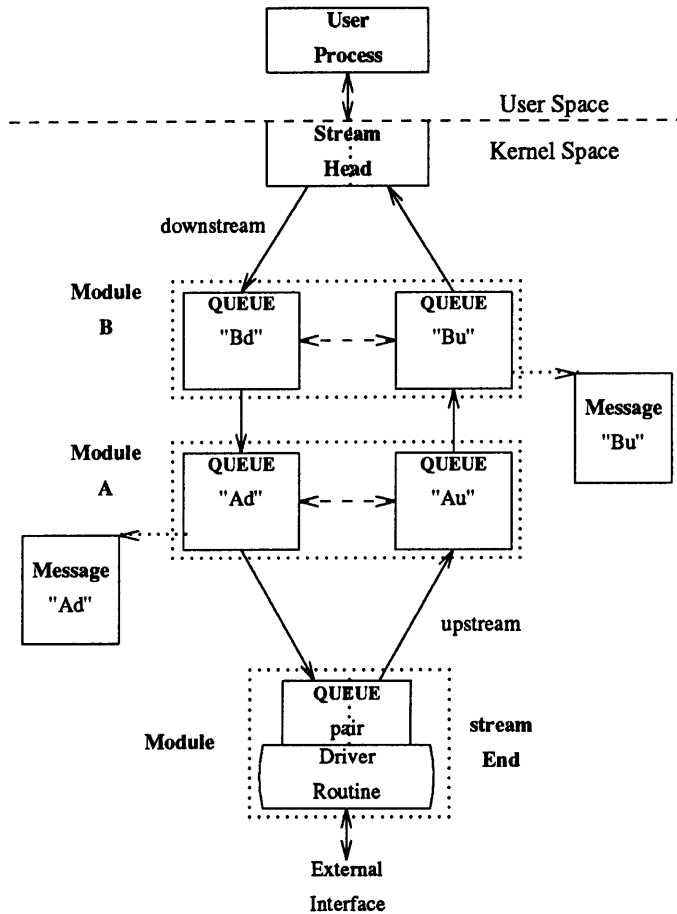 User
Process
User Space
Stream
Head
Kernel Space
downstream
Module
B
QUEUE
"Bd"
QUEUE
"Bu"
Message
"Bu"
Module
A
QUEUE
"Ad"
QUEUE
"Au"
Message
"Ad"
upstream
Module
QUEUE
pair
Driver
Routine
stream
End
External
Interface